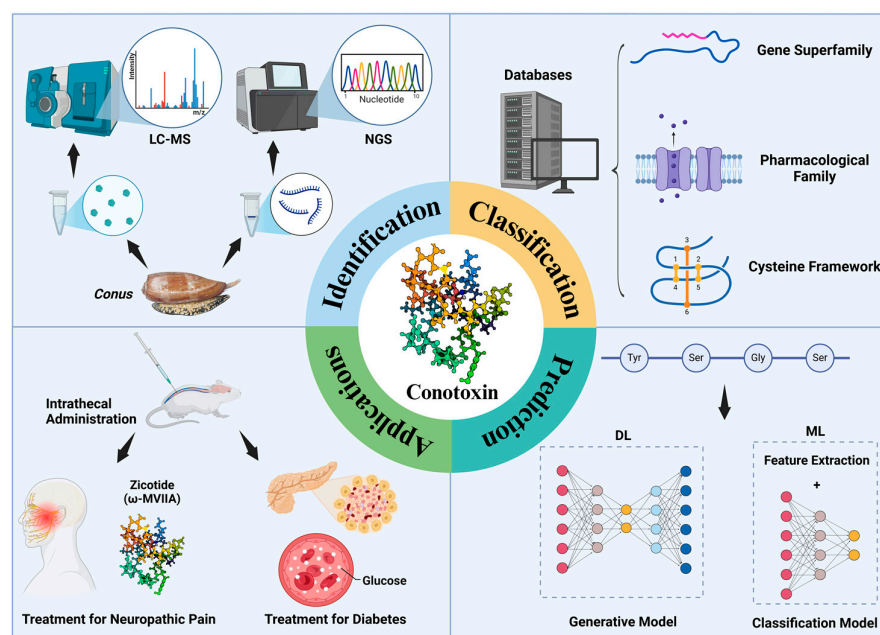 Intensity
m/z
LC-MS
1
10
Nucleotide
NGS
Conus
Databases
Gene Superfamily
Pharmacological
Family
Cysteine Framework
3
1
2
4
5
6
Identification
Classification
Applications
Prediction
Conotoxin
Intrathecal
Administration
Zicotide
(ω-MVIIA)
Glucose
Treatment for Neuropathic Pain
Treatment for Diabetes
Tyr
Ser
Gly
Ser
DL
ML
Feature Extraction
+
Generative Model
Classification Model